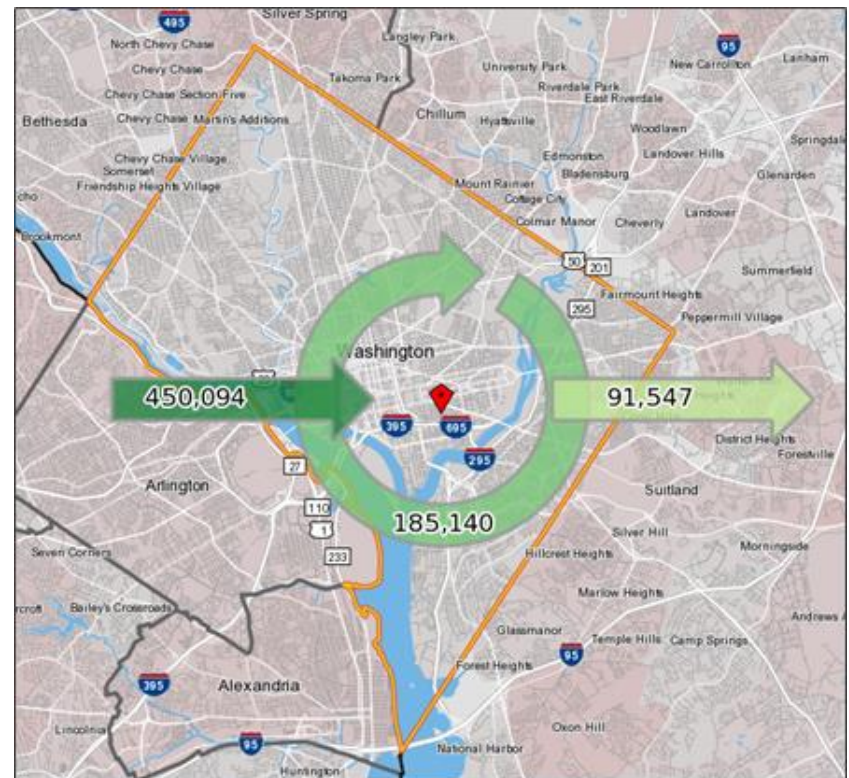 Silver Spring
495
95
Langley Park
North Chevy Chase
Chevy Chase
Takoma Park
University Park
New Carrollton
Lanham
Riverdale Park
East Riverdale
Chevy Chase Section Five
Bethesda
Chevy Chase
Martin's Additions
Chillum
Hyattsville
Woodlawn
Landover Hills
Springdale
Chevy Chase Village
Somerset
Friendship Heights Village
Edmonston
Bladensburg
Glenarden
Mount Rainier
Cottage City
Colmar Manor
Cheverly
Landover
Brookmont
50
201
Summerfield
295
Fairmount Heights
Peppermill Village
Washington
450,094
91,547
395
695
295
District Heights
Forestville
27
Arlington
Suitland
110
1
185,140
233
Silver Hill
Morningside
Seven Corners
Hillcrest Heights
Marlow Heights
Bailey's Crossroads
Andrews A
Glassmanor
Temple Hills
Camp Springs
95
Forest Heights
395
Alexandria
Lincolnia
95
Oxon Hill
National Harbor
Huntington